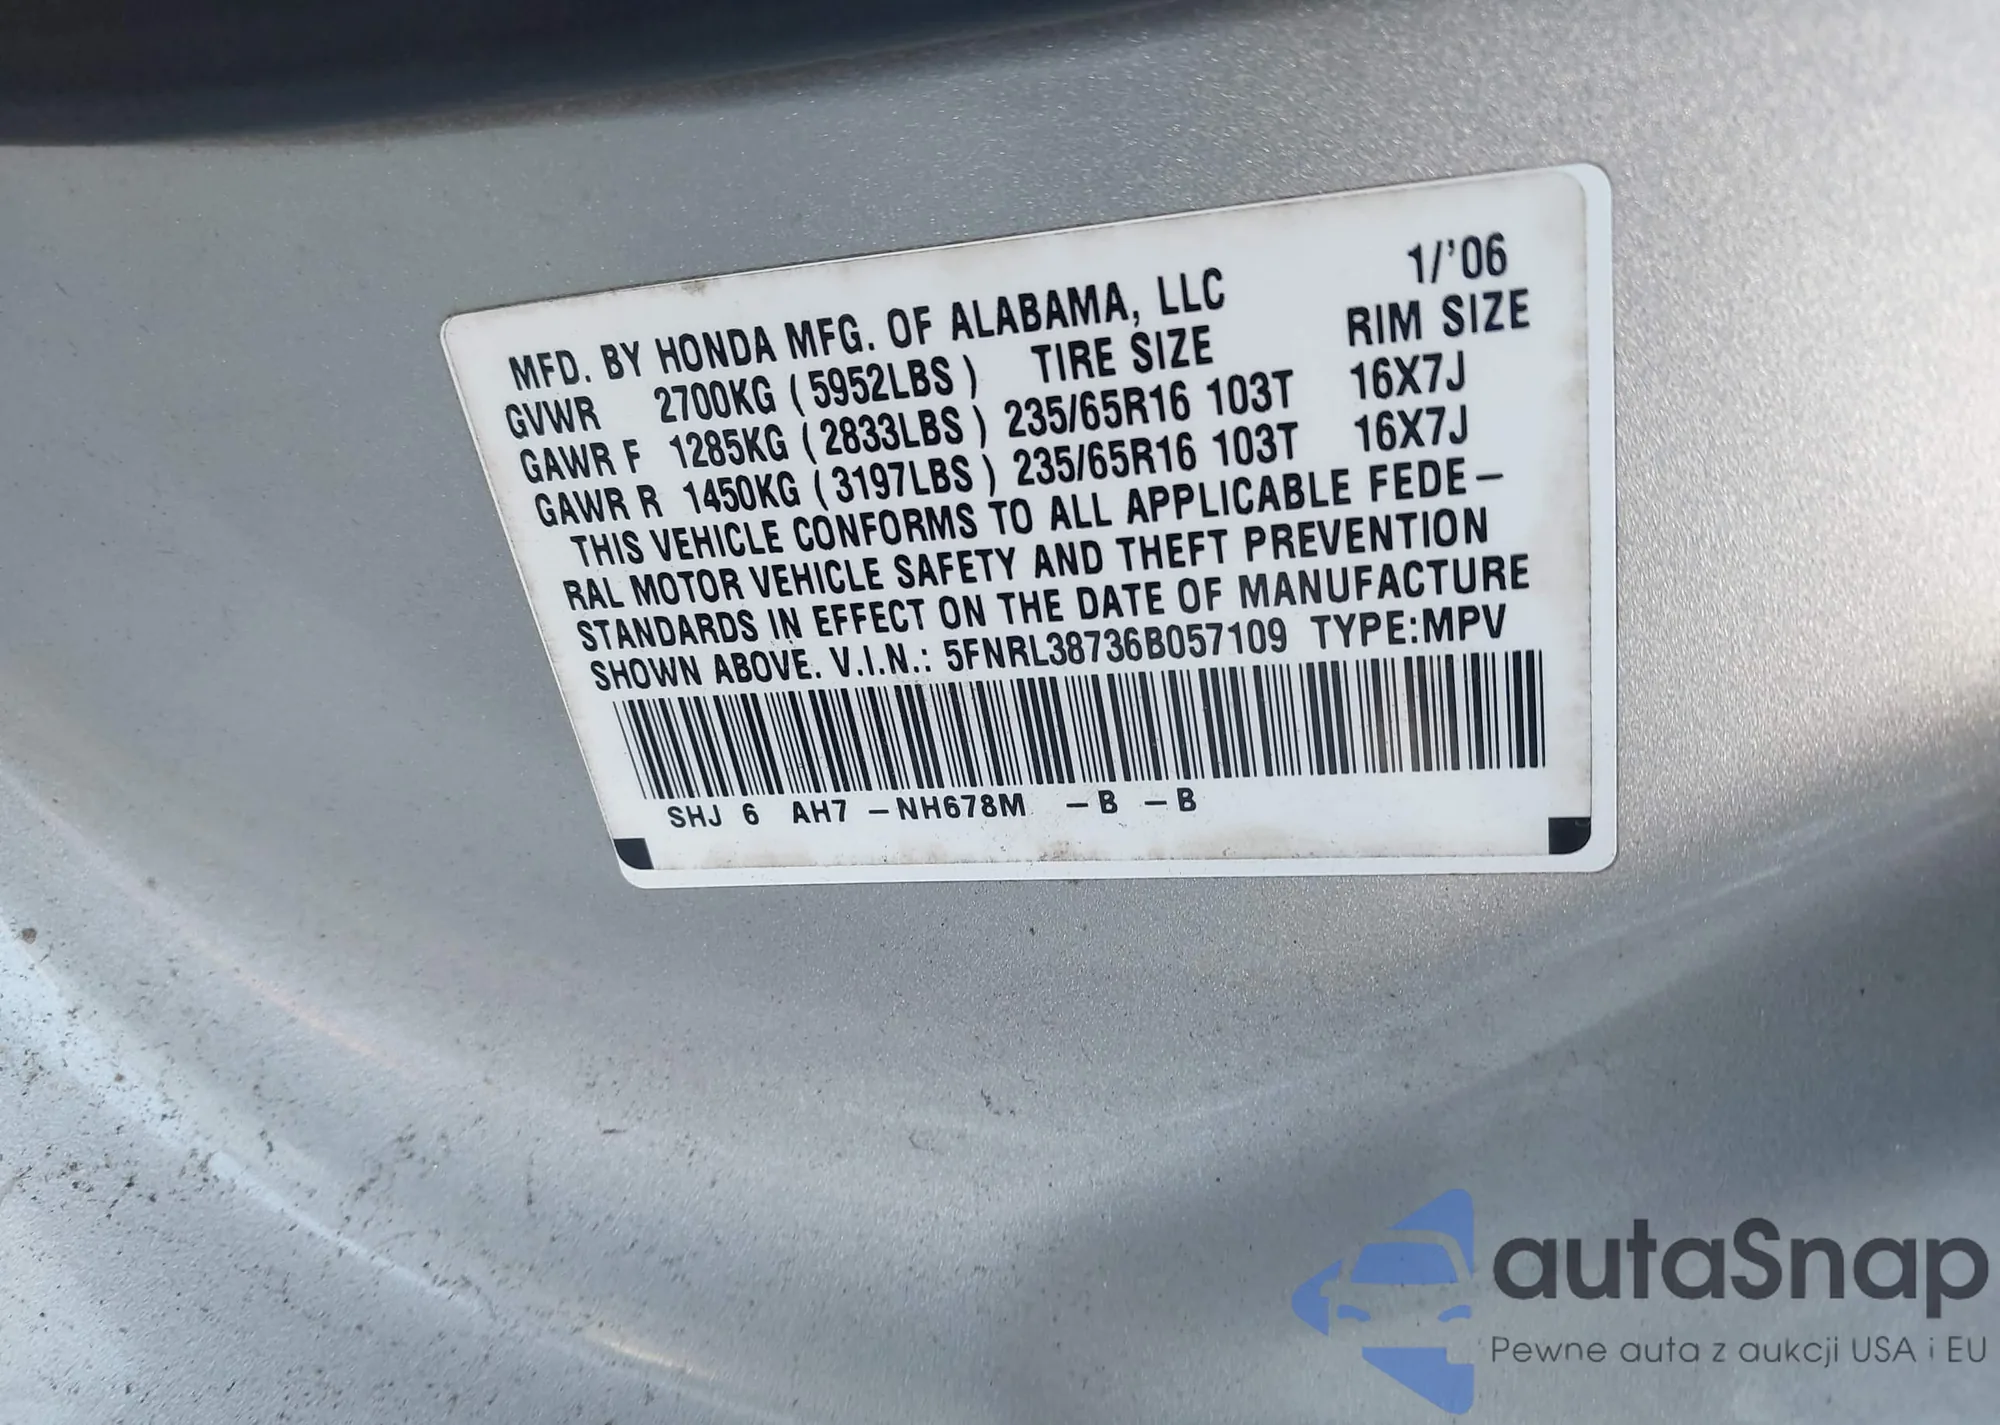 MFD. BY HONDA MFG. OF ALABAMA, LLC 1/'06
GVWR 2700KG (5952LBS) TIRE SIZE RIM SIZE
GAWR F 1285KG (2833LBS) 235/65R16 103T 16X7J
GAWR R 1450KG (3197LBS) 235/65R16 103T 16X7J
THIS VEHICLE CONFORMS TO ALL APPLICABLE FEDE-
RAL MOTOR VEHICLE SAFETY AND THEFT PREVENTION
STANDARDS IN EFFECT ON THE DATE OF MANUFACTURE
SHOWN ABOVE. V.I.N.: 5FNRL38736B057109 TYPE:MPV
SHJ 6 AH7 -NH678M -B -B
autaSnap
Pewne auta z aukcji USA i EU